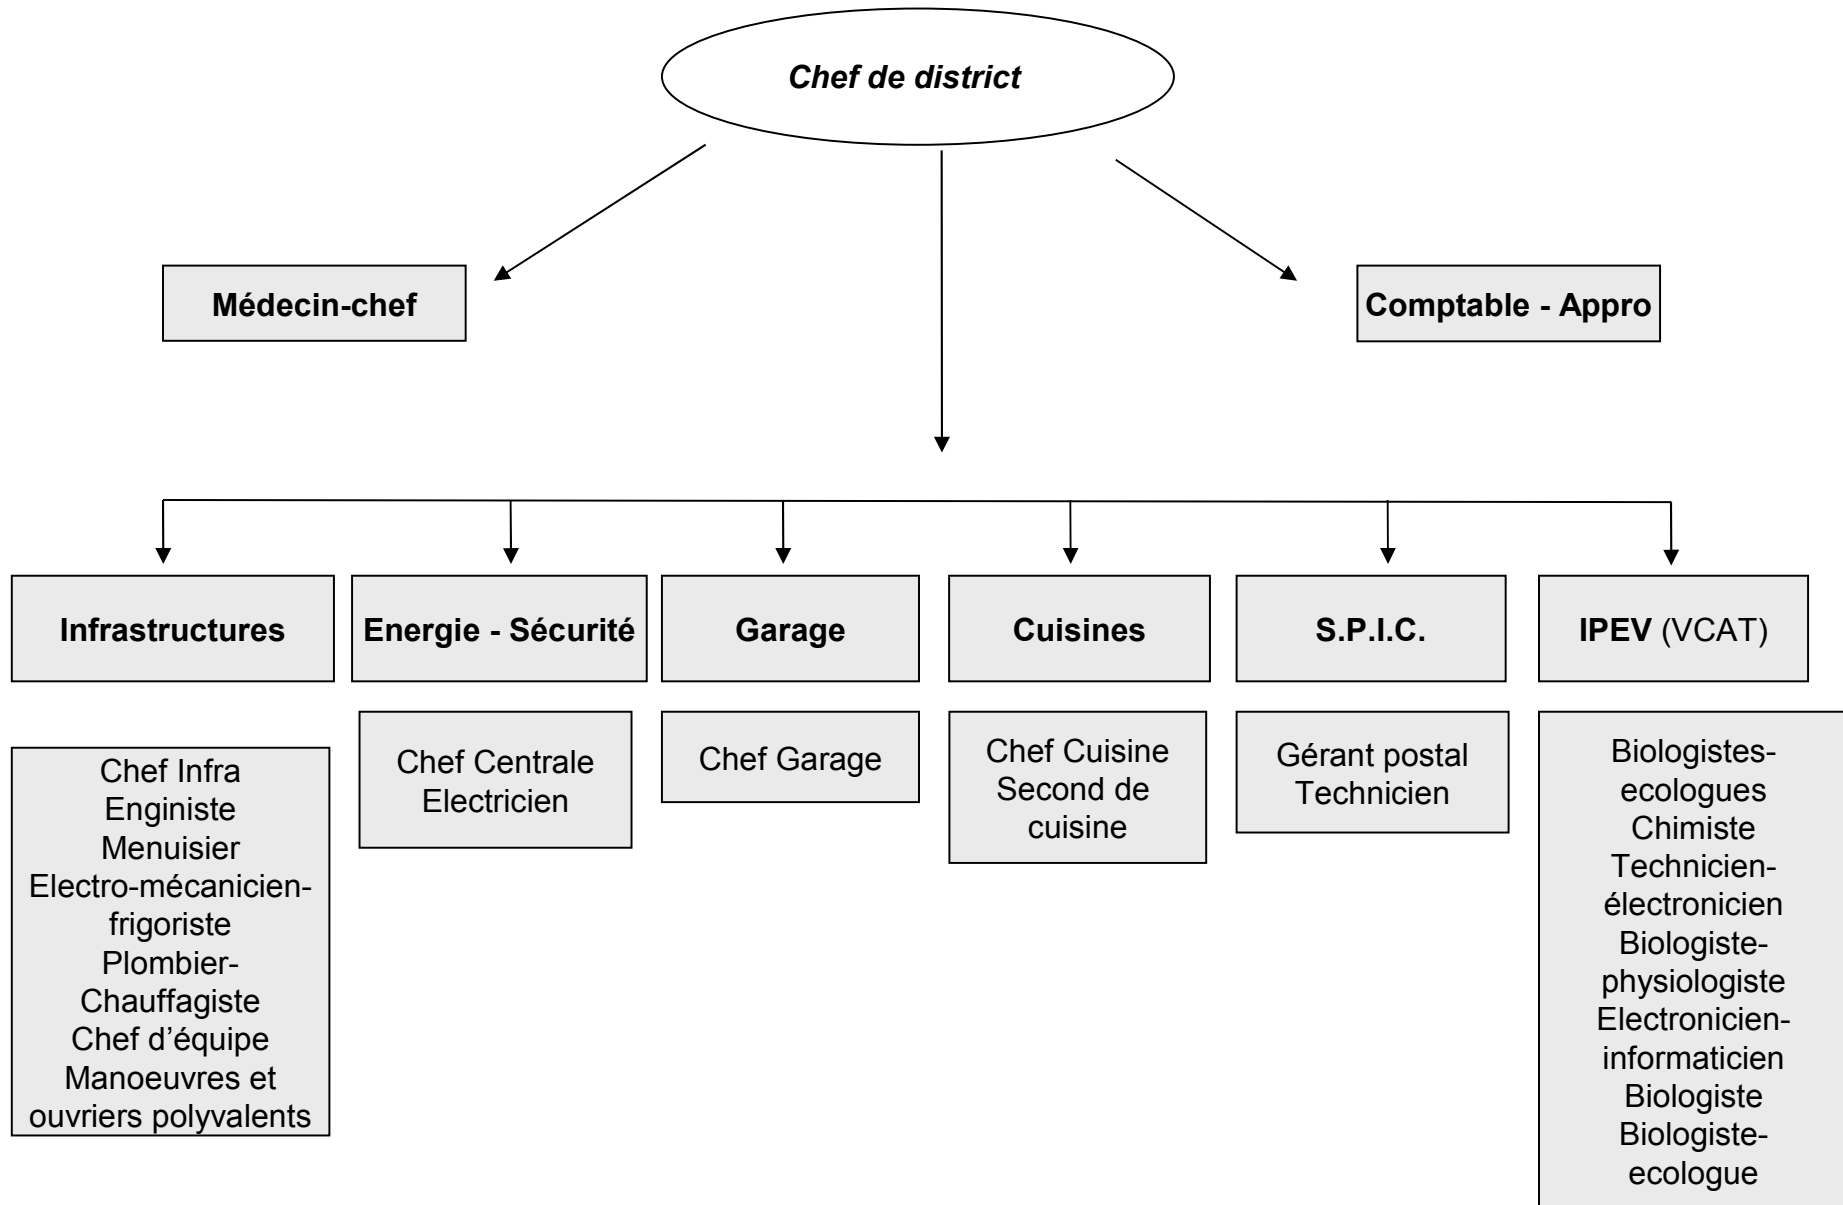 Chef de district
Médecin-chef
Comptable - Appro
Infrastructures
Energie - Sécurité
Garage
Cuisines
S.P.I.C.
IPEV (VCAT)
Chef Infra
Enginiste
Menuisier
Electro-mécanicien-
frigoriste
Plombier-
Chauffagiste
Chef d’équipe
Manoeuvres et
ouvriers polyvalents
Chef Centrale
Electricien
Chef Garage
Chef Cuisine
Second de
cuisine
Gérant postal
Technicien
Biologistes-
ecologues
Chimiste
Technicien-
électronicien
Biologiste-
physiologiste
Electronicien-
informaticien
Biologiste
Biologiste-
ecologue